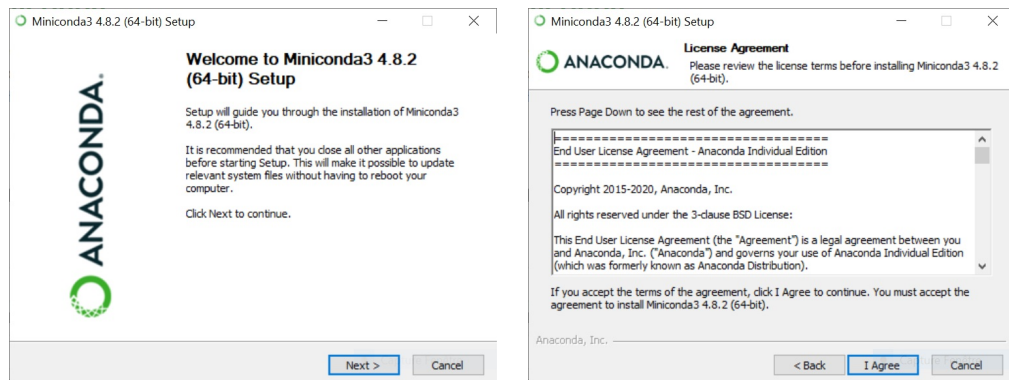 Miniconda3 4.8.2 (64-bit) Setup
ANACONDA.
Welcome to Miniconda3 4.8.2
(64-bit) Setup
Setup will guide you through the installation of Miniconda3
4.8.2 (64-bit).
It is recommended that you close all other applications
before starting Setup. This will make it possible to update
relevant system files without having to reboot your
computer.
Click Next to continue.
Next >
Cancel
Miniconda3 4.8.2 (64-bit) Setup
ANACONDA.
License Agreement
Please review the license terms before installing Miniconda3 4.8.2
(64-bit).
Press Page Down to see the rest of the agreement.
===================================
End User License Agreement - Anaconda Individual Edition
===================================
Copyright 2015-2020, Anaconda, Inc.
All rights reserved under the 3-clause BSD License:
This End User License Agreement (the "Agreement") is a legal agreement between you
and Anaconda, Inc. ("Anaconda") and governs your use of Anaconda Individual Edition
(which was formerly known as Anaconda Distribution).
If you accept the terms of the agreement, click I Agree to continue. You must accept the
agreement to install Miniconda3 4.8.2 (64-bit).
Anaconda, Inc.
< Back
I Agree
Cancel